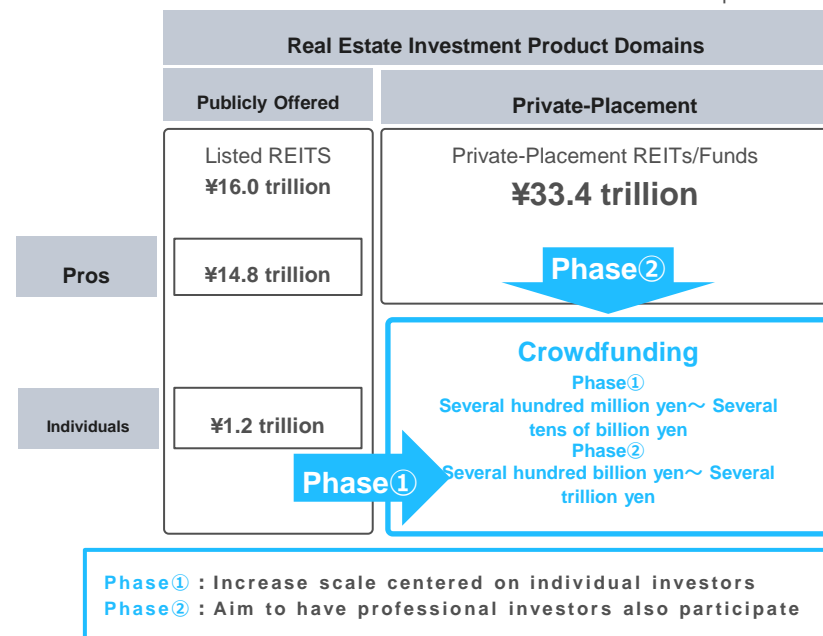 Real Estate Investment Product Domains
Publicly Offered
Private-Placement
Listed REITS
¥16.0 trillion
Private-Placement REITs/Funds
¥33.4 trillion
Pros
¥14.8 trillion
Phase②
Crowdfunding
Phase①
Several hundred million yen～ Several
tens of billion yen
Phase②
Several hundred billion yen～ Several
trillion yen
Individuals
¥1.2 trillion
Phase①
Phase①：Increase scale centered on individual investors
Phase②：Aim to have professional investors also participate